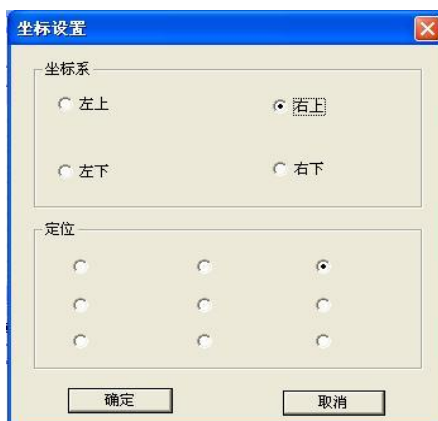 坐标设置
坐标系
左上 右上
左下 右下
定位
确定 取消